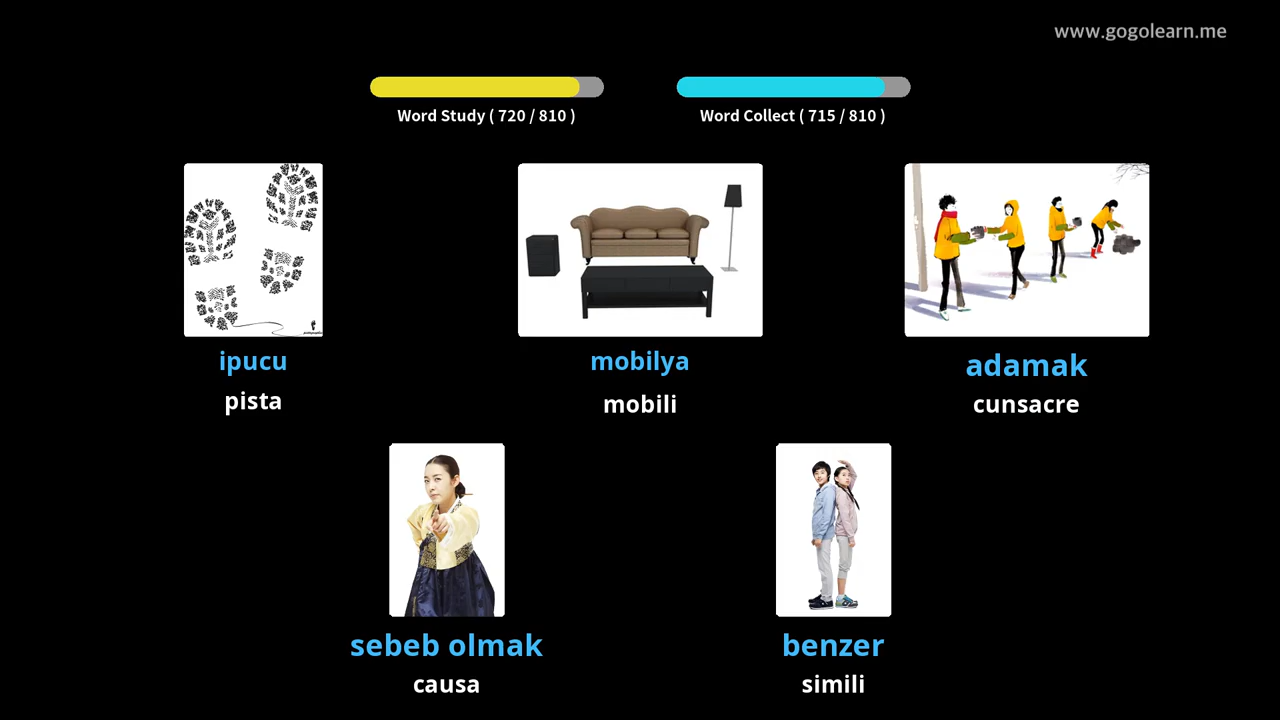 www.gogolearn.me
Word Study ( 720 / 810 )
Word Collect ( 715 / 810 )
ipucu
pista
mobilya
mobili
adamak
cunsacre
sebeb olmak
causa
benzer
simili